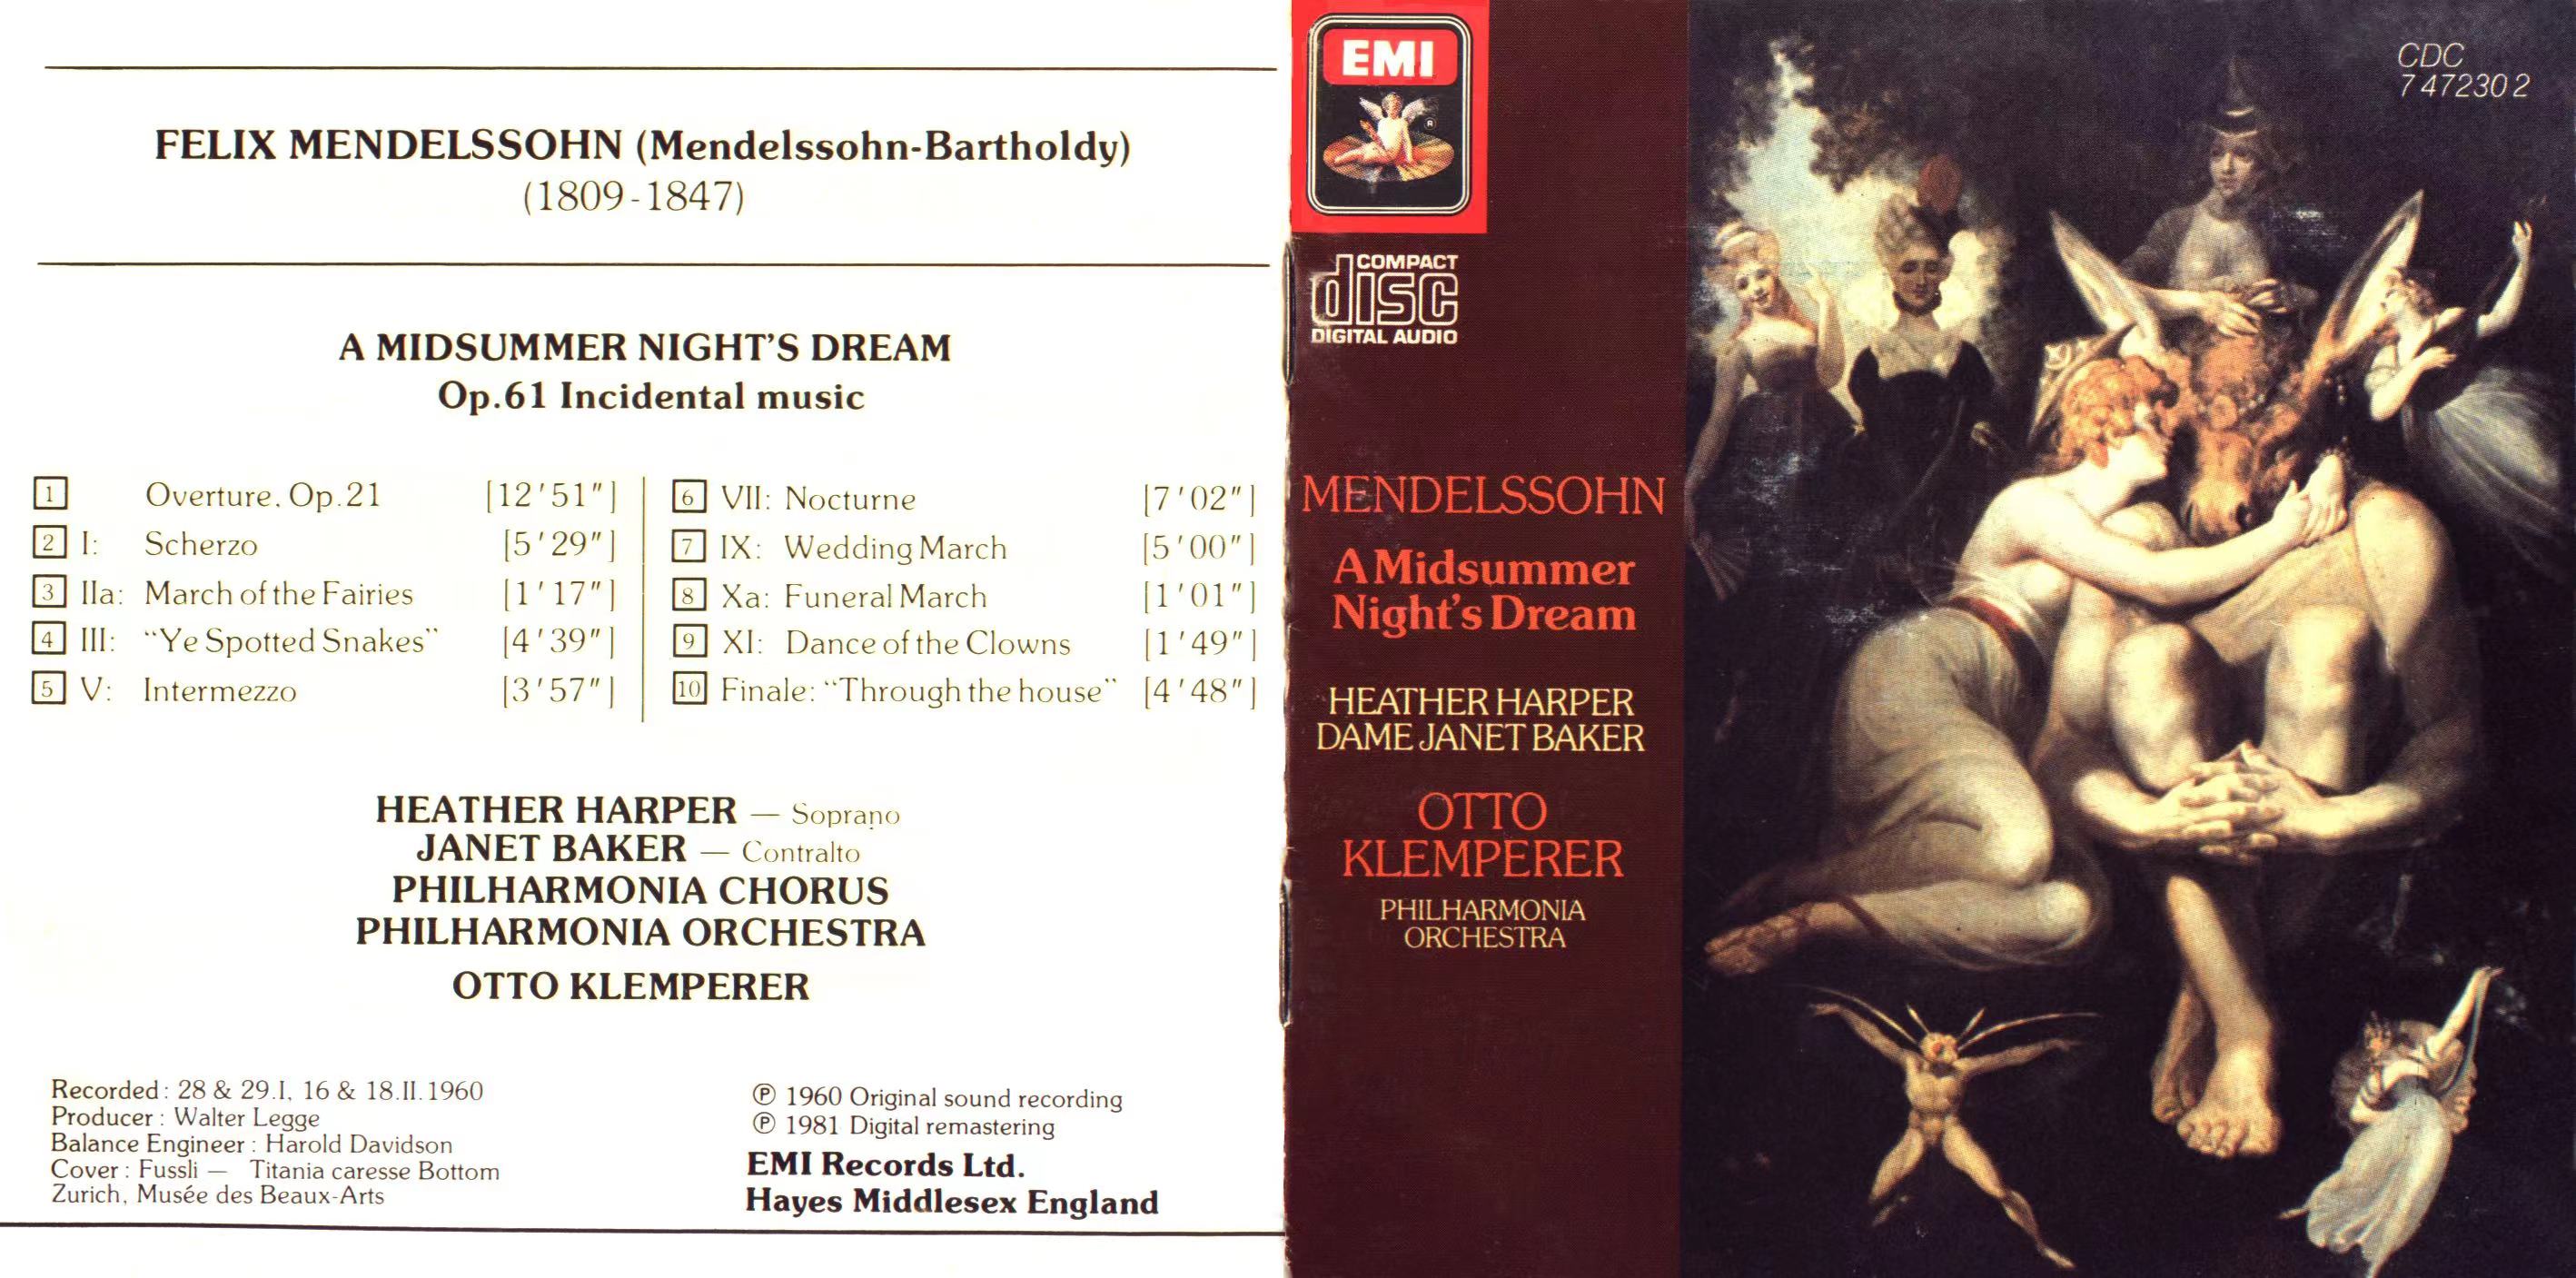 FELIX MENDELSSOHN (Mendelssohn-Bartholdy)
(1809-1847)
A MIDSUMMER NIGHT'S DREAM
Op.61 Incidental music
1 Overture, Op.21 [12'51"]
2 I: Scherzo [5'29"]
3 IIa: March of the Fairies [1'17"]
4 III: "Ye Spotted Snakes" [4'39"]
5 V: Intermezzo [3'57"]
6 VII: Nocturne [7'02"]
7 IX: Wedding March [5'00"]
8 Xa: Funeral March [1'01"]
9 XI: Dance of the Clowns [1'49"]
10 Finale: "Through the house" [4'48"]
HEATHER HARPER — Soprano
JANET BAKER — Contralto
PHILHARMONIA CHORUS
PHILHARMONIA ORCHESTRA
OTTO KLEMPERER
Recorded: 28 & 29.I, 16 & 18.II.1960
Producer: Walter Legge
Balance Engineer: Harold Davidson
Cover: Fussli — Titania caresse Bottom
Zurich, Musée des Beaux-Arts
℗ 1960 Original sound recording
℗ 1981 Digital remastering
EMI Records Ltd.
Hayes Middlesex England
EMI
®
COMPACT
disc
DIGITAL AUDIO
MENDELSSOHN
A Midsummer
Night's Dream
HEATHER HARPER
DAME JANET BAKER
OTTO
KLEMPERER
PHILHARMONIA
ORCHESTRA
CDC
7 47230 2